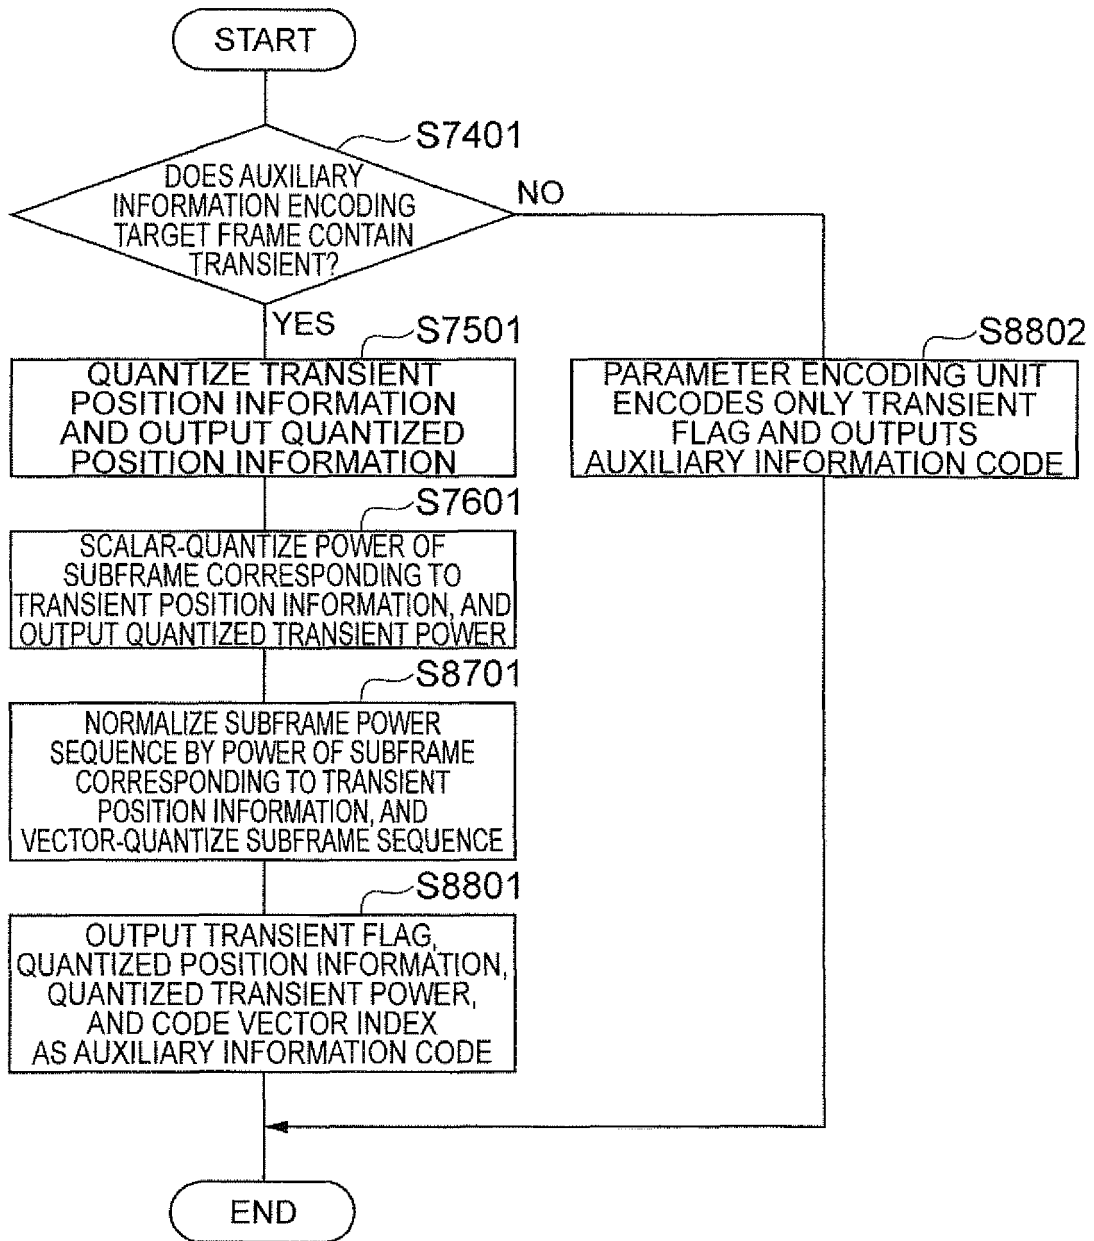 START
S7401
DOES AUXILIARY
INFORMATION ENCODING
TARGET FRAME CONTAIN
TRANSIENT?
NO
YES
S7501
QUANTIZE TRANSIENT
POSITION INFORMATION
AND OUTPUT QUANTIZED
POSITION INFORMATION
S8802
PARAMETER ENCODING UNIT
ENCODES ONLY TRANSIENT
FLAG AND OUTPUTS
AUXILIARY INFORMATION CODE
S7601
SCALAR-QUANTIZE POWER OF
SUBFRAME CORRESPONDING TO
TRANSIENT POSITION INFORMATION, AND
OUTPUT QUANTIZED TRANSIENT POWER
S8701
NORMALIZE SUBFRAME POWER
SEQUENCE BY POWER OF SUBFRAME
CORRESPONDING TO TRANSIENT
POSITION INFORMATION, AND
VECTOR-QUANTIZE SUBFRAME SEQUENCE
S8801
OUTPUT TRANSIENT FLAG,
QUANTIZED POSITION INFORMATION,
QUANTIZED TRANSIENT POWER,
AND CODE VECTOR INDEX
AS AUXILIARY INFORMATION CODE
END